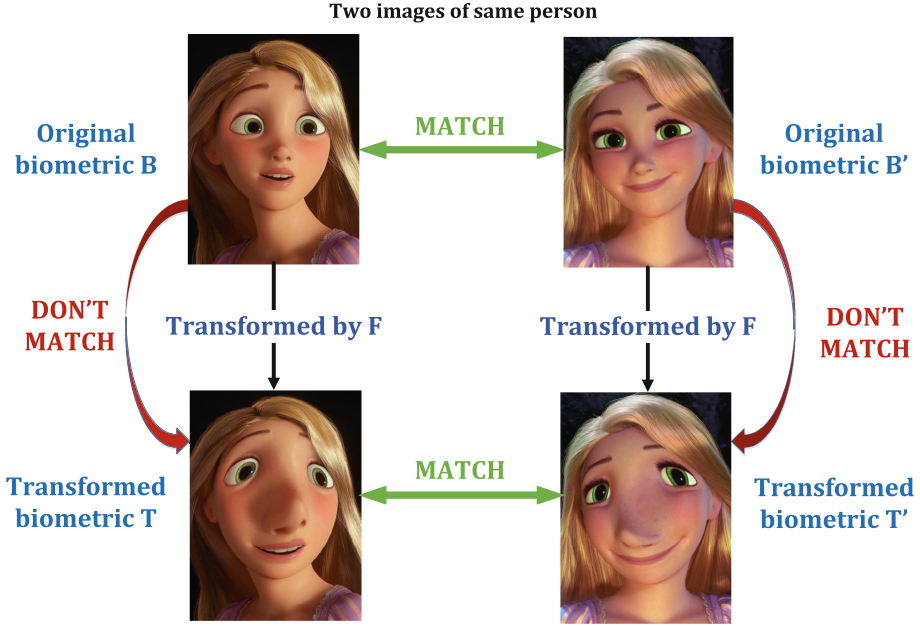 Two images of same person
Original
biometric B
MATCH
Original
biometric B'
DON'T
MATCH
Transformed by F
Transformed by F
DON'T
MATCH
Transformed
biometric T
MATCH
Transformed
biometric T'